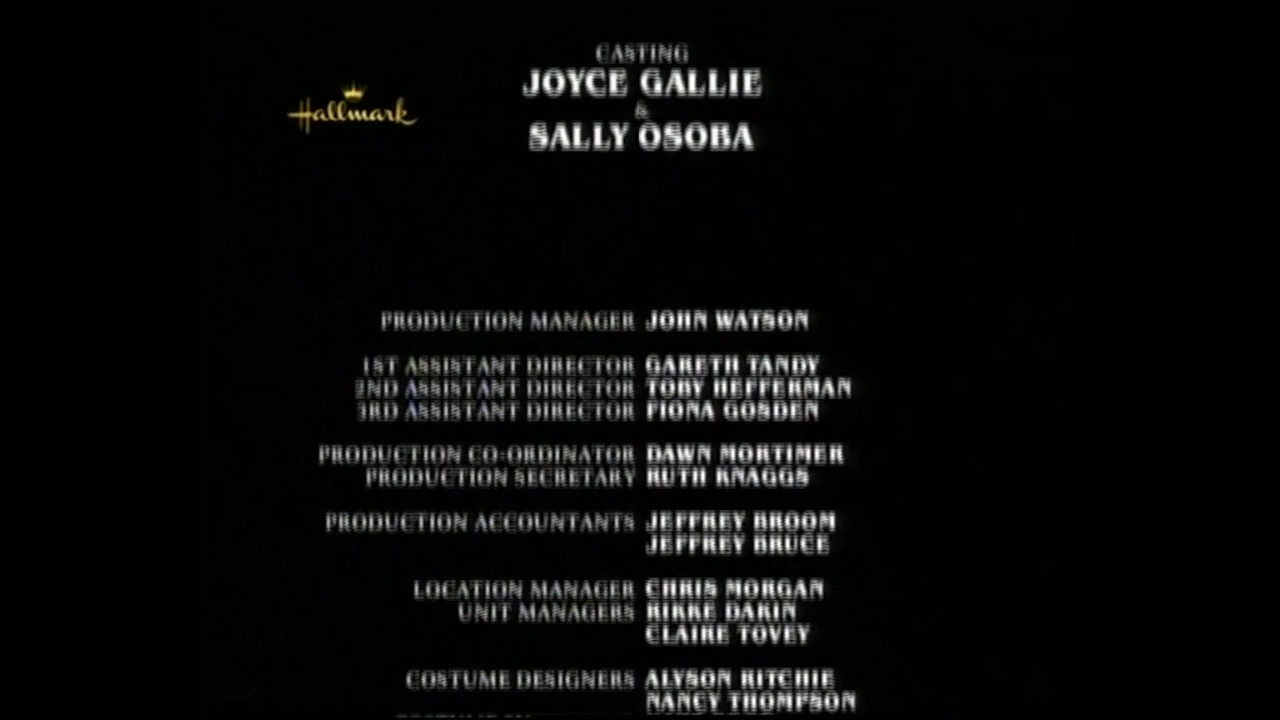 CASTING
Hallmark
JOYCE GALLIE
&
SALLY OSOBA
PRODUCTION MANAGER JOHN WATSON
1ST ASSISTANT DIRECTOR GARETH TANDY
2ND ASSISTANT DIRECTOR TOBY HEFFERMAN
3RD ASSISTANT DIRECTOR FIONA GOSDEN
PRODUCTION CO-ORDINATOR DAWN MORTIMER
PRODUCTION SECRETARY RUTH KNAGGS
PRODUCTION ACCOUNTANTS JEFFREY BROOM
JEFFREY BRUCE
LOCATION MANAGER CHRIS MORGAN
UNIT MANAGERS RIKKE DAKIN
CLAIRE TOVEY
COSTUME DESIGNERS ALYSON RITCHIE
NANCY THOMPSON